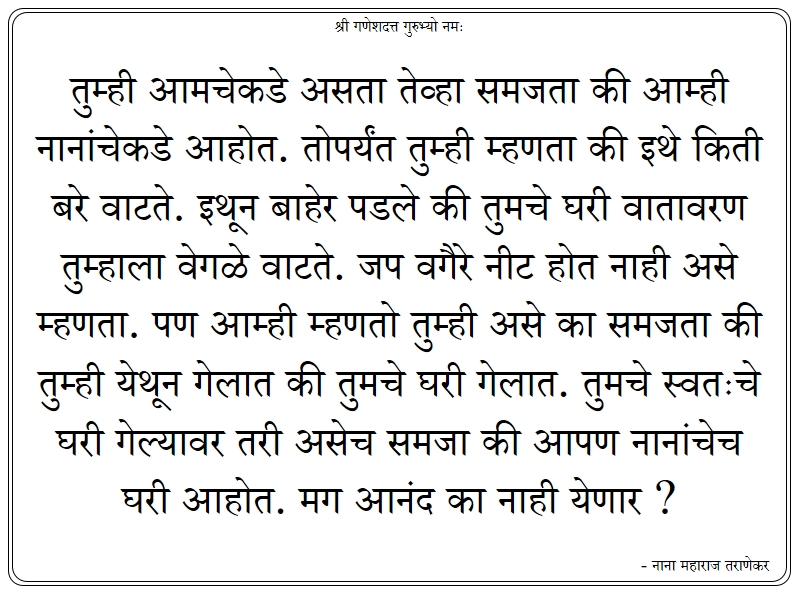 श्री गणेशदत्त गुरुभ्यो नमः
तुम्ही आमचेकडे असता तेव्हा समजता की आम्ही
नानांचेकडे आहोत. तोपर्यंत तुम्ही म्हणता की इथे किती
बरे वाटते. इथून बाहेर पडले की तुमचे घरी वातावरण
तुम्हाला वेगळे वाटते. जप वगैरे नीट होत नाही असे
म्हणता. पण आम्ही म्हणतो तुम्ही असे का समजता की
तुम्ही येथून गेलात की तुमचे घरी गेलात. तुमचे स्वतःचे
घरी गेल्यावर तरी असेच समजा की आपण नानांचेच
घरी आहोत. मग आनंद का नाही येणार ?
- नाना महाराज तराणेकर